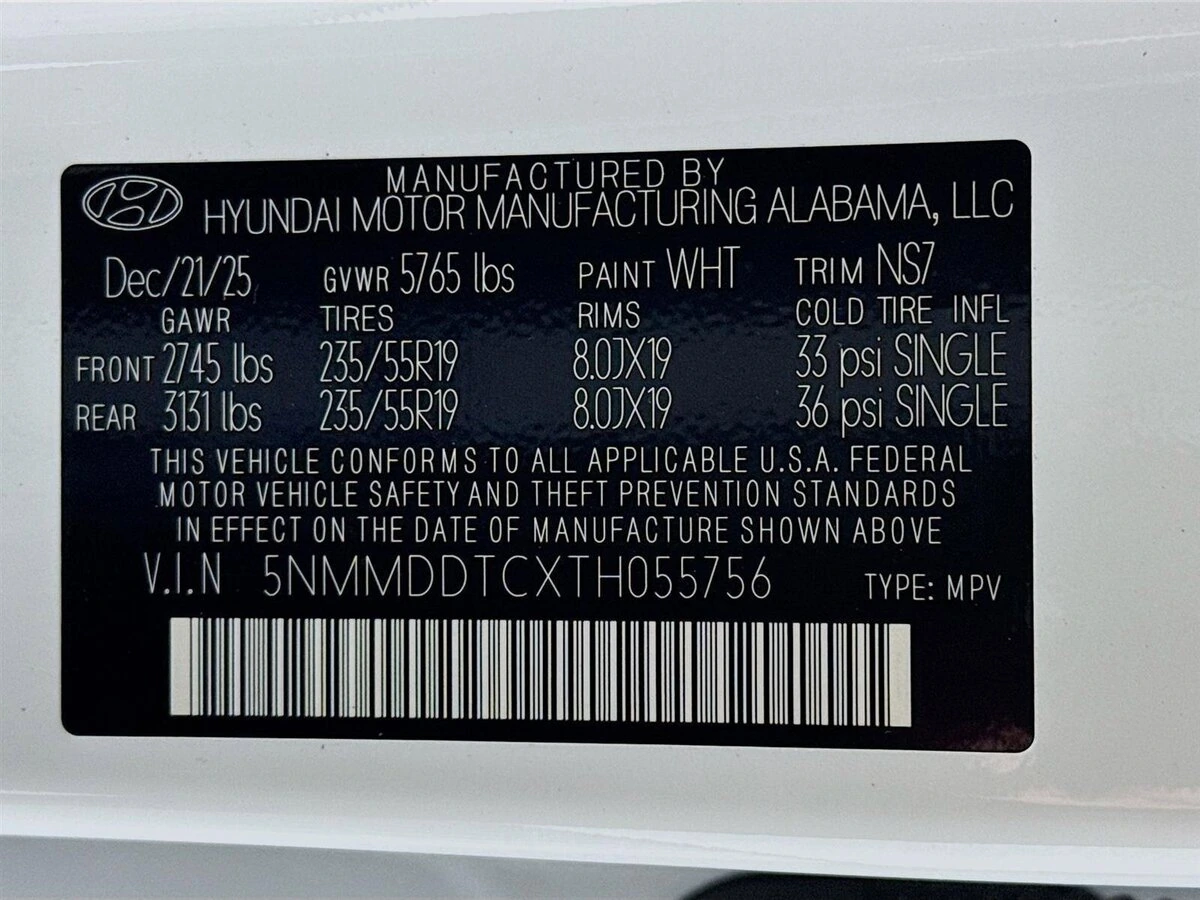 MANUFACTURED BY
HYUNDAI MOTOR MANUFACTURING ALABAMA, LLC
Dec/21/25 GVWR 5765 lbs PAINT WHT TRIM NS7
GAWR TIRES RIMS COLD TIRE INFL
FRONT 2745 lbs 235/55R19 8.0JX19 33 psi SINGLE
REAR 3131 lbs 235/55R19 8.0JX19 36 psi SINGLE
THIS VEHICLE CONFORMS TO ALL APPLICABLE U.S.A. FEDERAL
MOTOR VEHICLE SAFETY AND THEFT PREVENTION STANDARDS
IN EFFECT ON THE DATE OF MANUFACTURE SHOWN ABOVE
V.I.N 5NMMDDTCXTH055756 TYPE: MPV